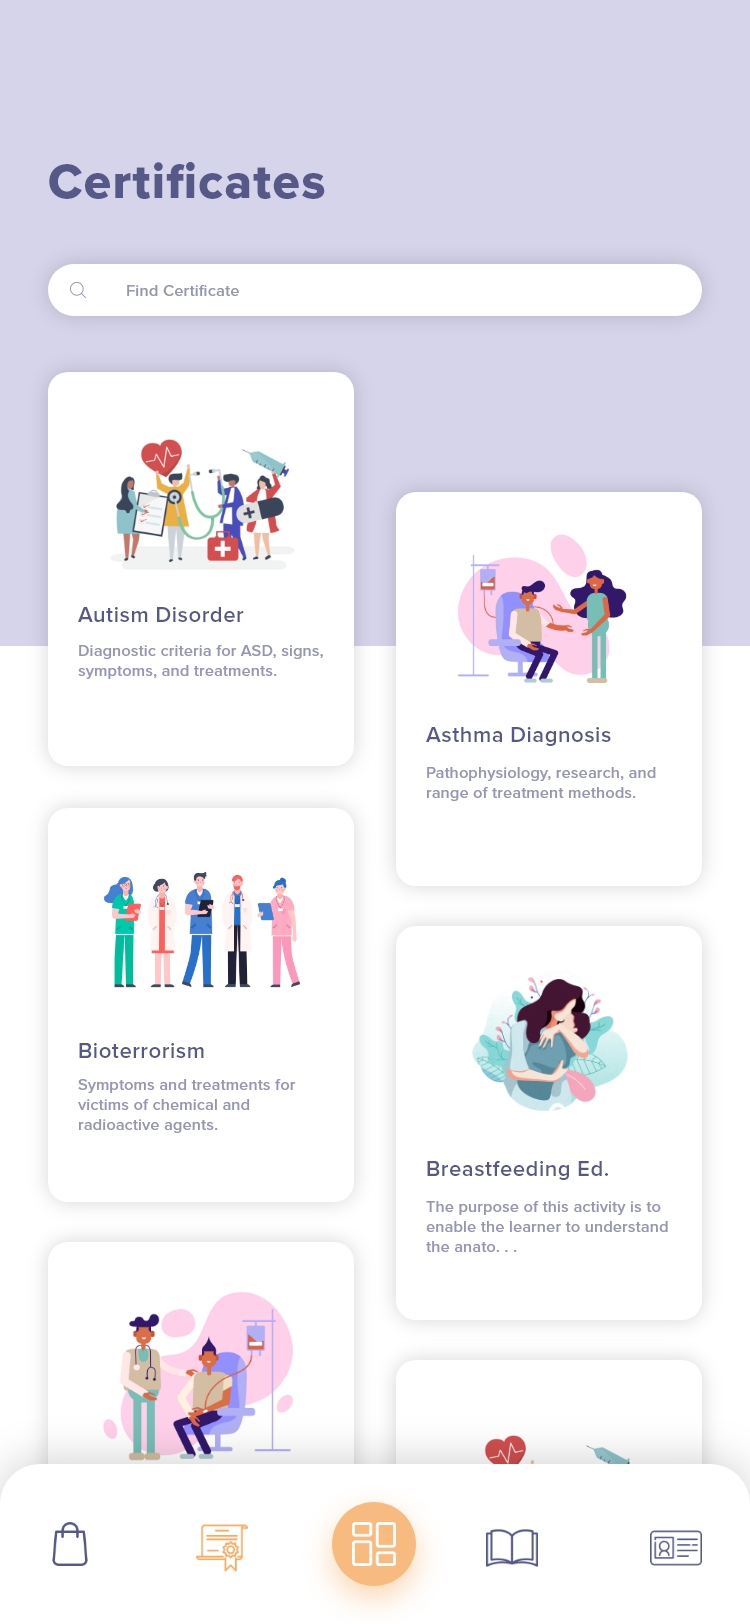 Certificates
Find Certificate
Autism Disorder
Diagnostic criteria for ASD, signs,
symptoms, and treatments.
Asthma Diagnosis
Pathophysiology, research, and
range of treatment methods.
Bioterrorism
Symptoms and treatments for
victims of chemical and
radioactive agents.
Breastfeeding Ed.
The purpose of this activity is to
enable the learner to understand
the anato. . .